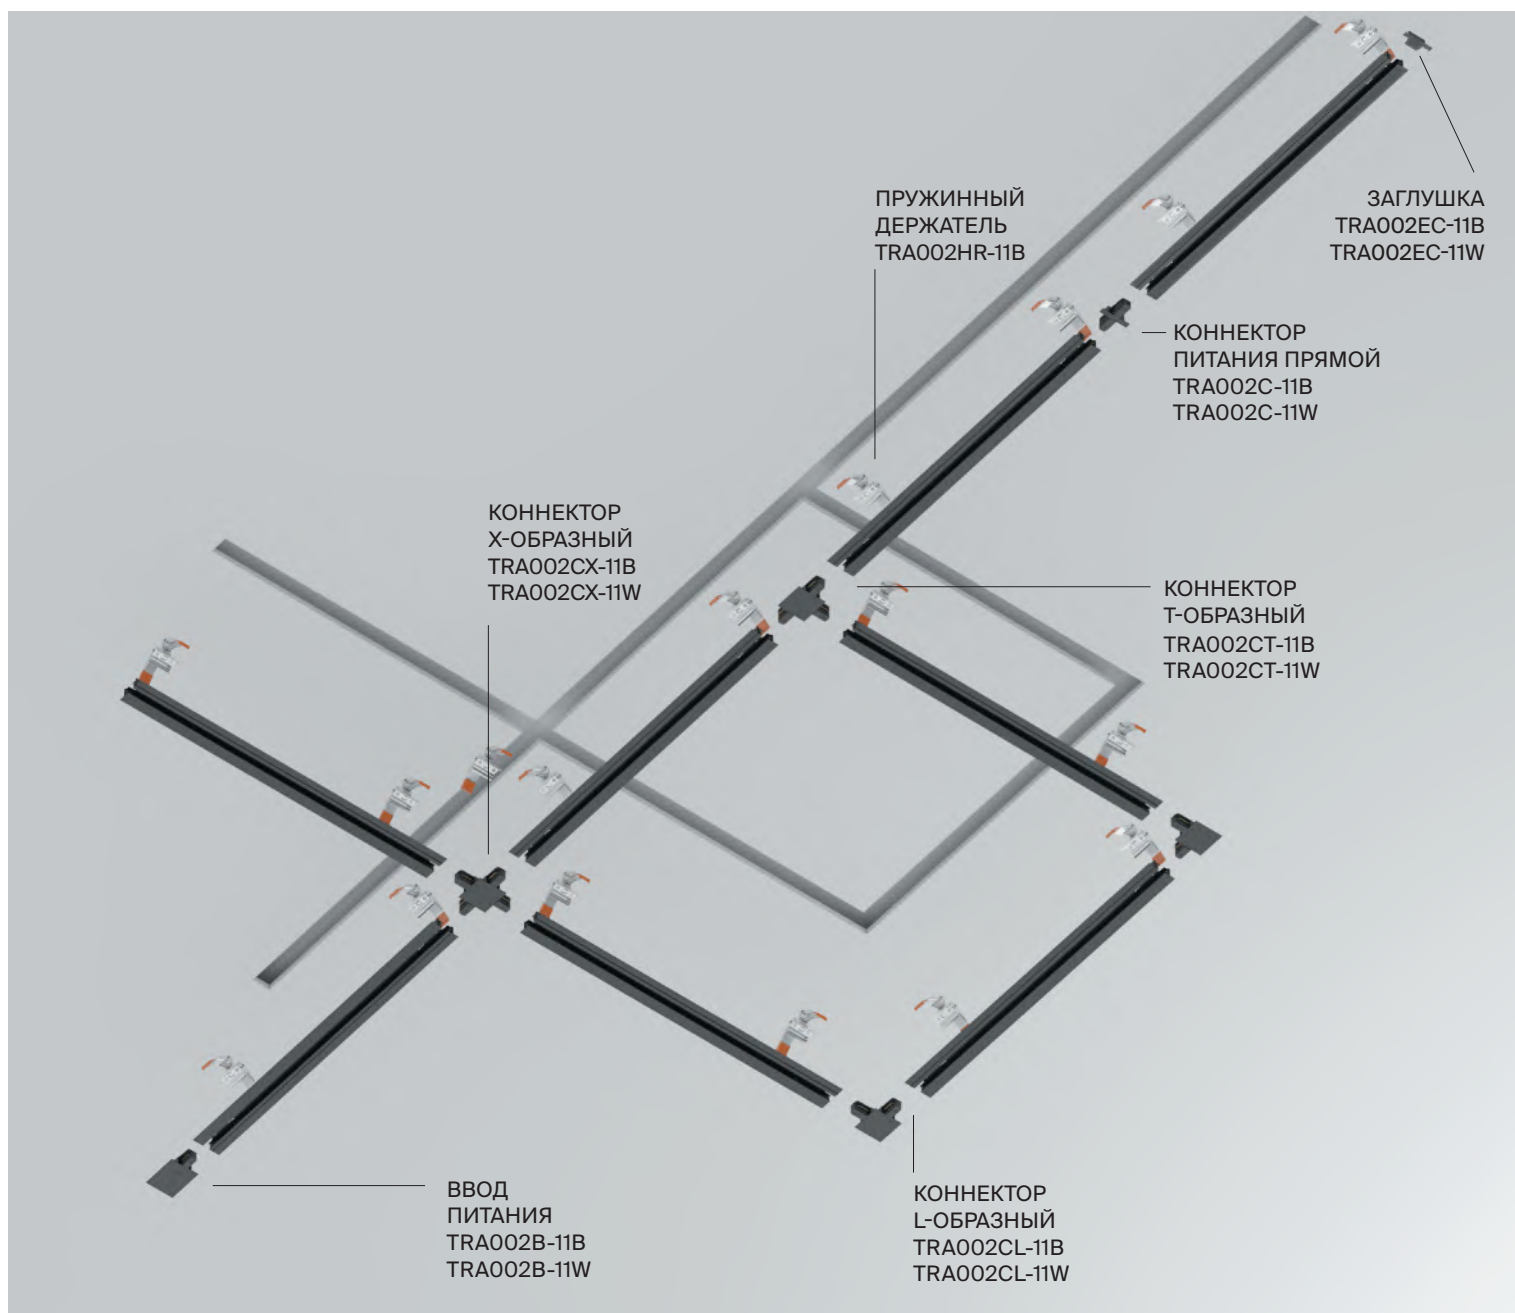 ПРУЖИННЫЙ
ДЕРЖАТЕЛЬ
TRA002HR-11B
ЗАГЛУШКА
TRA002EC-11B
TRA002EC-11W
КОННЕКТОР
ПИТАНИЯ ПРЯМОЙ
TRA002C-11B
TRA002C-11W
КОННЕКТОР
X-ОБРАЗНЫЙ
TRA002CX-11B
TRA002CX-11W
КОННЕКТОР
T-ОБРАЗНЫЙ
TRA002CT-11B
TRA002CT-11W
ВВОД
ПИТАНИЯ
TRA002B-11B
TRA002B-11W
КОННЕКТОР
L-ОБРАЗНЫЙ
TRA002CL-11B
TRA002CL-11W